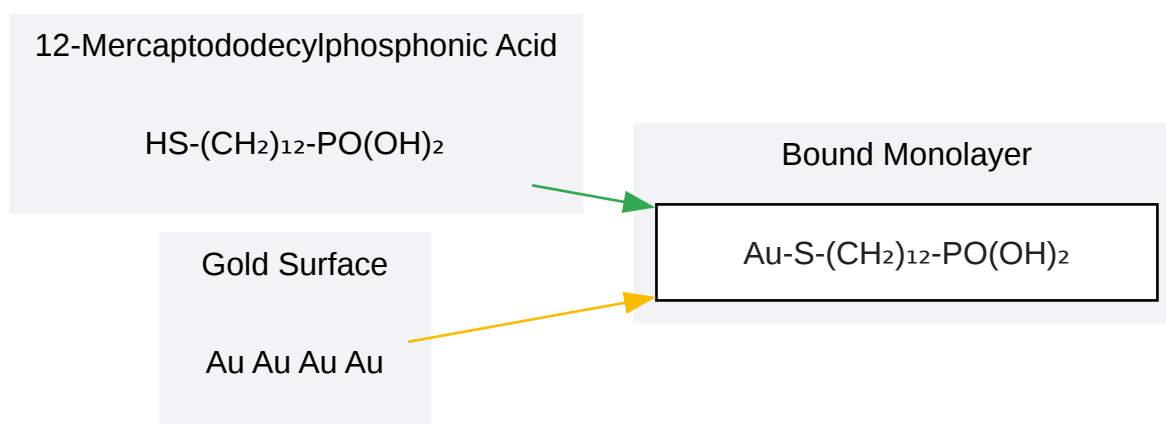 12-Mercaptododecylphosphonic Acid
HS-(CH₂)₁₂-PO(OH)₂
Bound Monolayer
Au-S-(CH₂)₁₂-PO(OH)₂
Gold Surface
Au Au Au Au